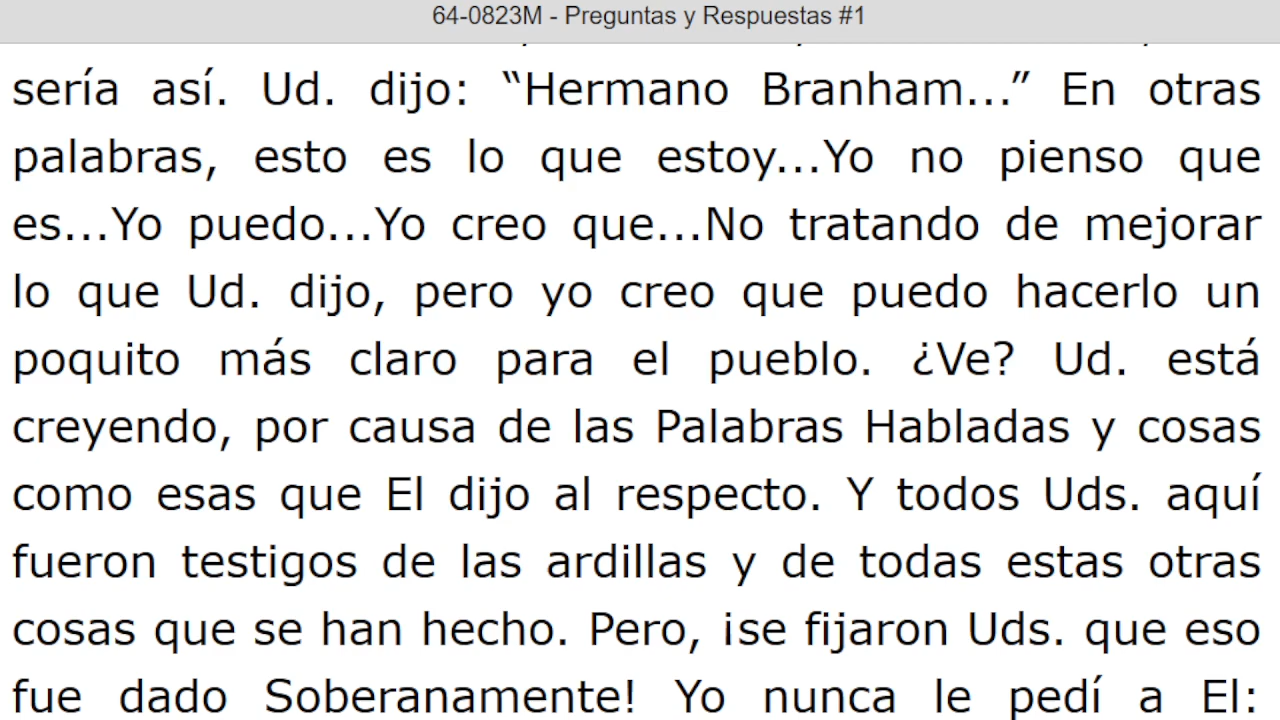 64-0823M - Preguntas y Respuestas #1
sería así. Ud. dijo: “Hermano Branham...” En otras
palabras, esto es lo que estoy...Yo no pienso que
es...Yo puedo...Yo creo que...No tratando de mejorar
lo que Ud. dijo, pero yo creo que puedo hacerlo un
poquito más claro para el pueblo. ¿Ve? Ud. está
creyendo, por causa de las Palabras Habladas y cosas
como esas que El dijo al respecto. Y todos Uds. aquí
fueron testigos de las ardillas y de todas estas otras
cosas que se han hecho. Pero, ¡se fijaron Uds. que eso
fue dado Soberanamente! Yo nunca le pedí a El: